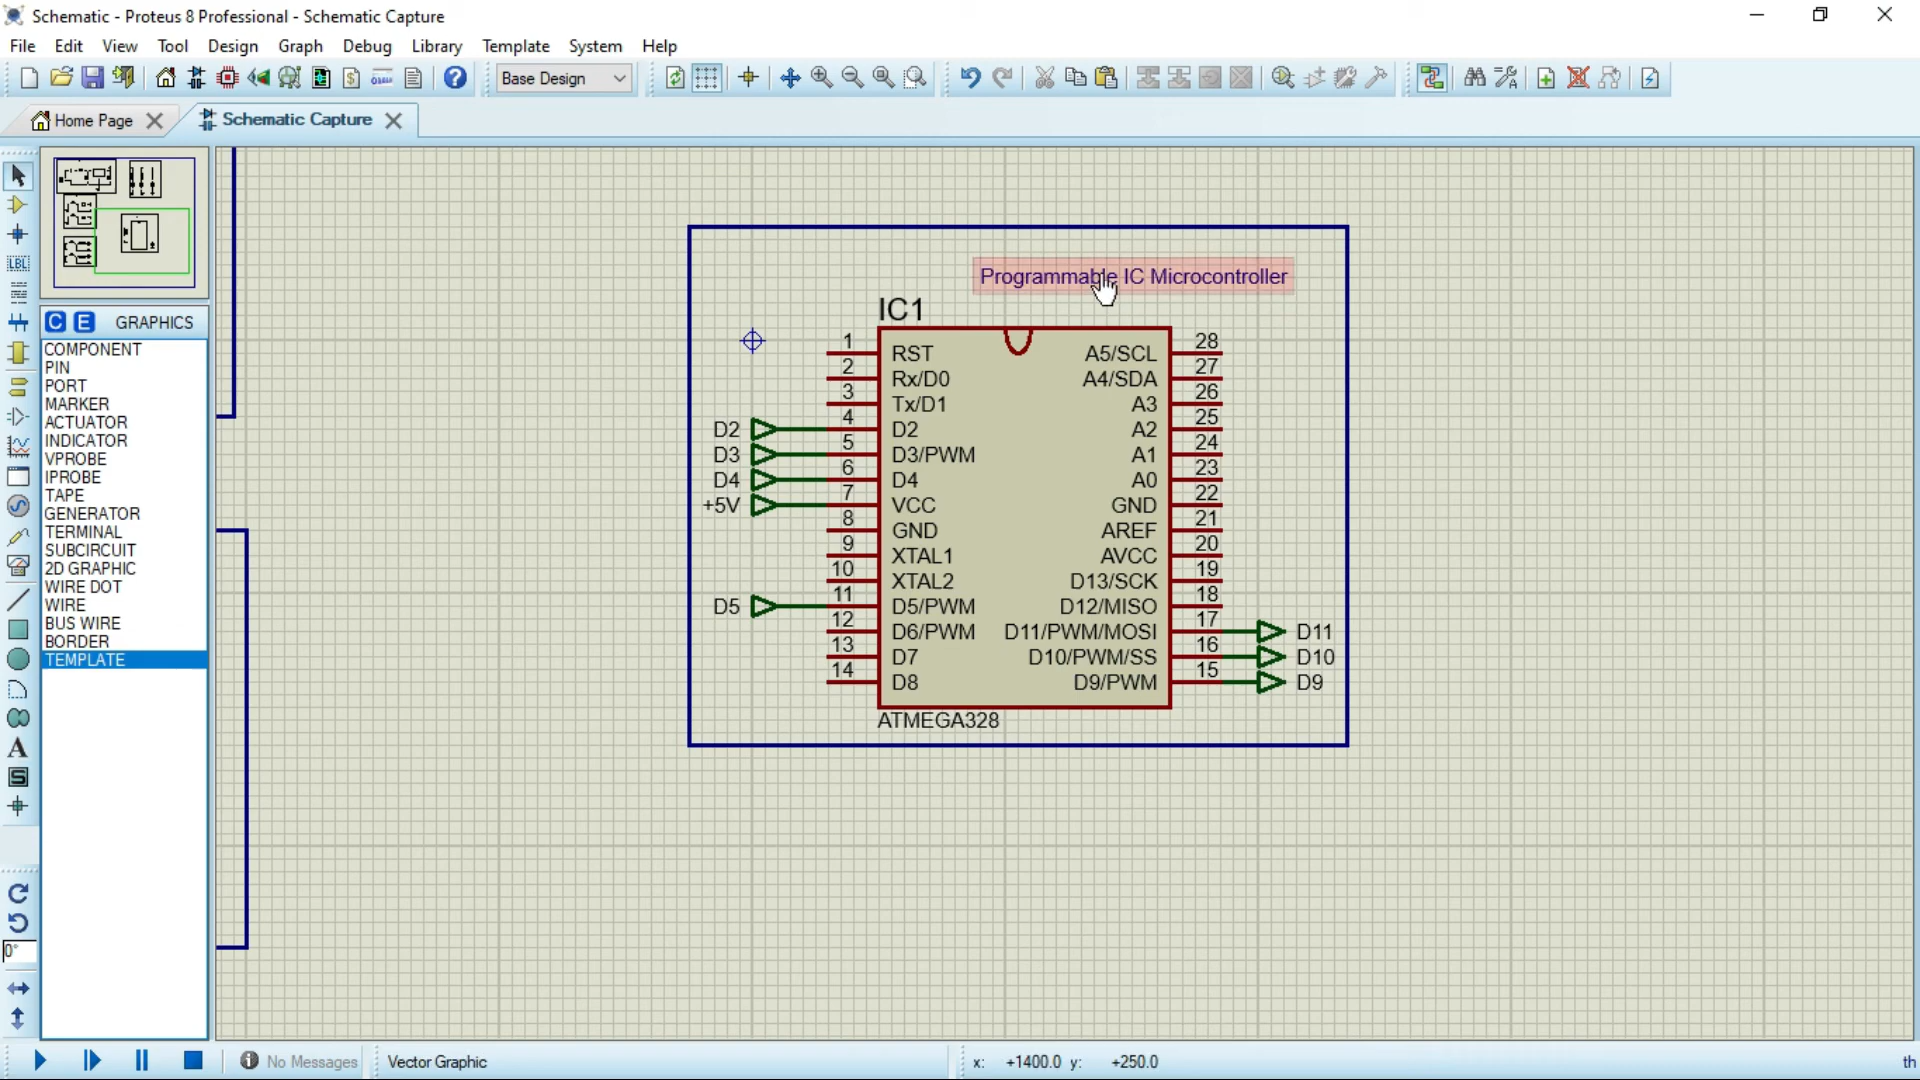 Schematic - Proteus 8 Professional - Schematic Capture
File Edit View Tool Design Graph Debug Library Template System Help
Base Design
Home Page
Schematic Capture
C E GRAPHICS
COMPONENT
PIN
PORT
MARKER
ACTUATOR
INDICATOR
VPROBE
IPROBE
TAPE
GENERATOR
TERMINAL
SUBCIRCUIT
2D GRAPHIC
WIRE DOT
WIRE
BUS WIRE
BORDER
TEMPLATE
LBL
A
S
0°
Programmable IC Microcontroller
IC1
1 RST A5/SCL 28
2 Rx/D0 A4/SDA 27
3 Tx/D1 A3 26
D2 4 D2 A2 25
D3 5 D3/PWM A1 24
D4 6 D4 A0 23
+5V 7 VCC GND 22
8 GND AREF 21
9 XTAL1 AVCC 20
10 XTAL2 D13/SCK 19
D5 11 D5/PWM D12/MISO 18
12 D6/PWM D11/PWM/MOSI 17 D11
13 D7 D10/PWM/SS 16 D10
14 D8 D9/PWM 15 D9
ATMEGA328
No Messages
Vector Graphic
x: +1400.0 y: +250.0
th